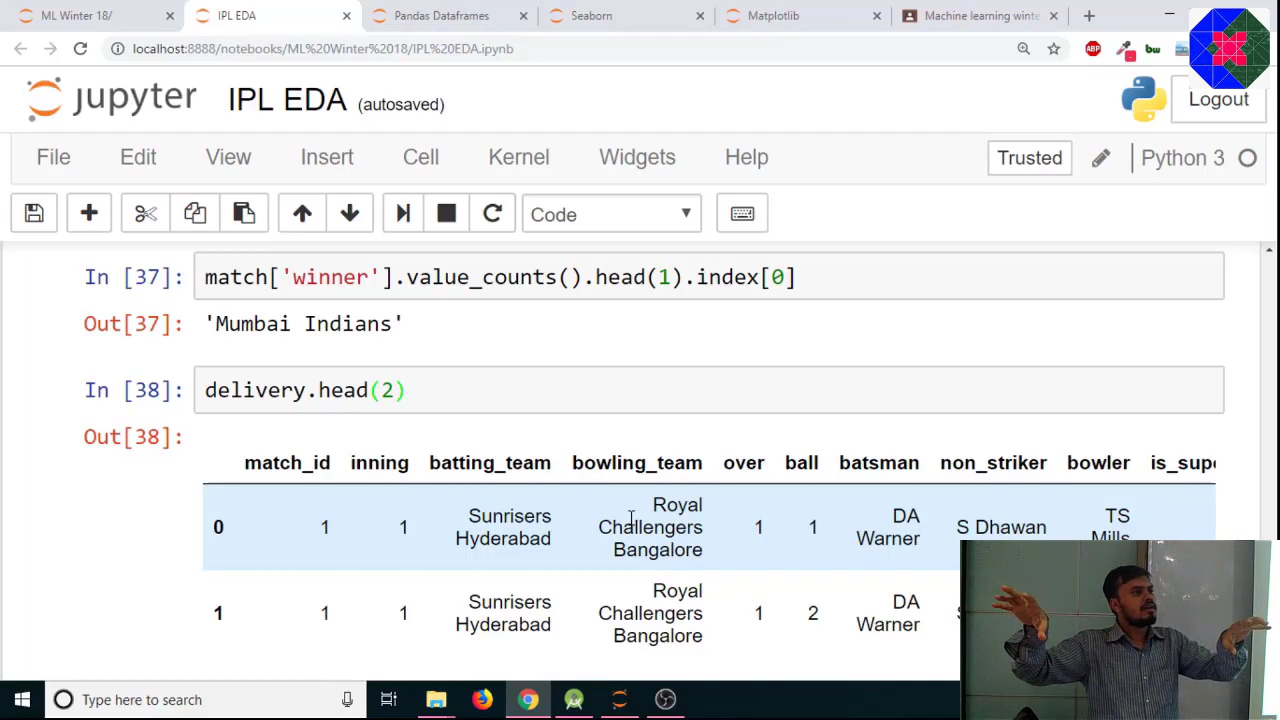 ML Winter 18/
IPL EDA
Pandas Dataframes
Seaborn
Matplotlib
Machine learning winte
localhost:8888/notebooks/ML%20Winter%2018/IPL%20EDA.ipynb
ABP
bw
jupyter
IPL EDA (autosaved)
Logout
File Edit View Insert Cell Kernel Widgets Help
Trusted
Python 3
Code
In [37]: match['winner'].value_counts().head(1).index[0]
Out[37]: 'Mumbai Indians'
In [38]: delivery.head(2)
Out[38]:
match_id inning batting_team bowling_team over ball batsman non_striker bowler is_supe
0 1 1 Sunrisers Hyderabad Royal Challengers Bangalore 1 1 DA Warner S Dhawan TS Mills
1 1 1 Sunrisers Hyderabad Royal Challengers Bangalore 1 2 DA Warner
Type here to search